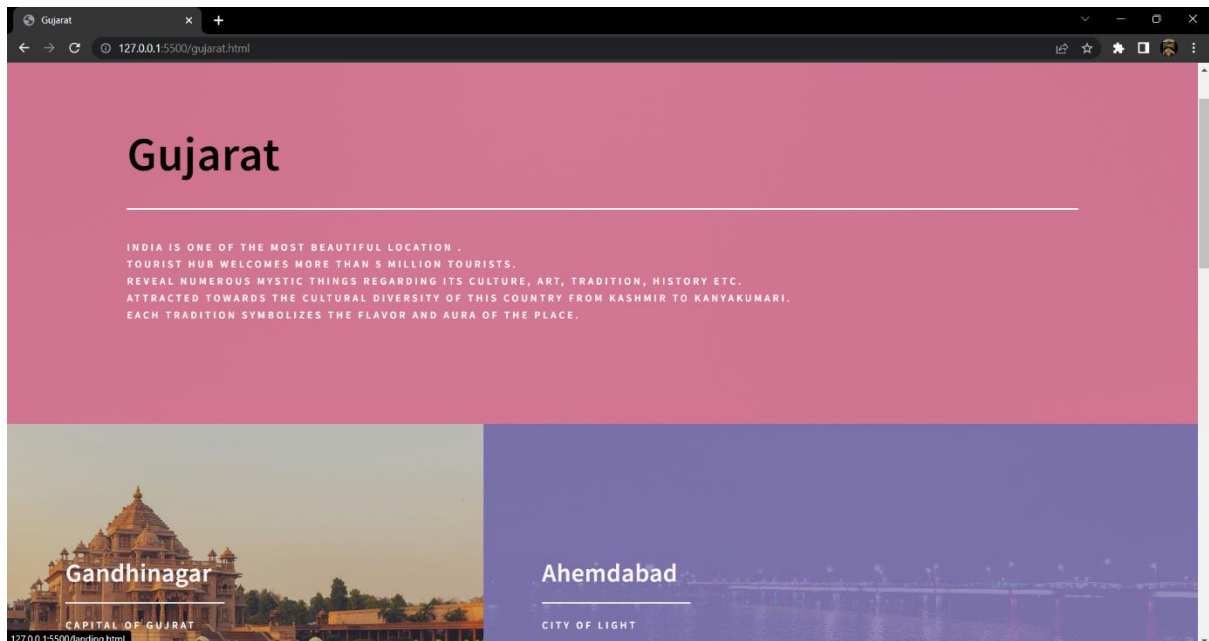 Gujarat
127.0.0.1:5500/gujarat.html
Gujarat
INDIA IS ONE OF THE MOST BEAUTIFUL LOCATION .
TOURIST HUB WELCOMES MORE THAN 5 MILLION TOURISTS.
REVEAL NUMEROUS MYSTIC THINGS REGARDING ITS CULTURE, ART, TRADITION, HISTORY ETC.
ATTRACTED TOWARDS THE CULTURAL DIVERSITY OF THIS COUNTRY FROM KASHMIR TO KANYAKUMARI.
EACH TRADITION SYMBOLIZES THE FLAVOR AND AURA OF THE PLACE.
Gandhinagar
CAPITAL OF GUJRAT
Ahemdabad
CITY OF LIGHT
127.0.0.1:5500/landing.html